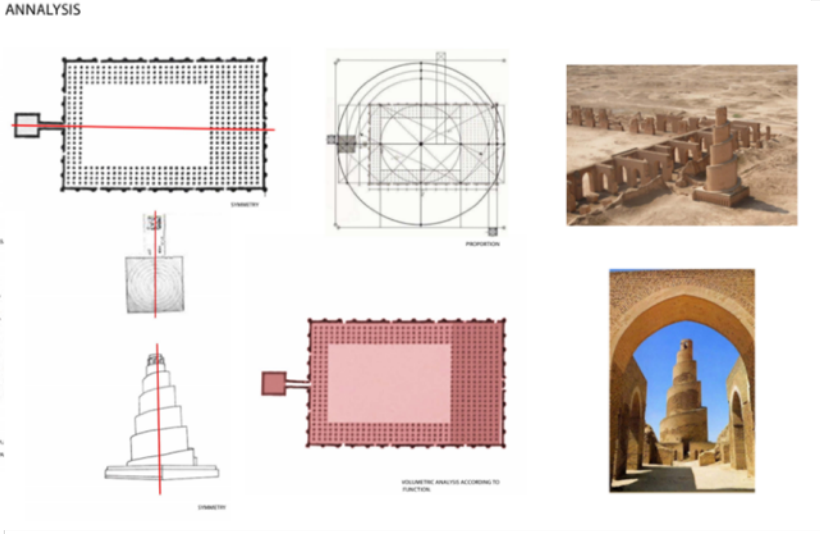 ANNALYSIS
SYMMETRY
PROPORTION
VOLUMETRIC ANALYSIS ACCORDING TO
FUNCTION.
SYMMETRY